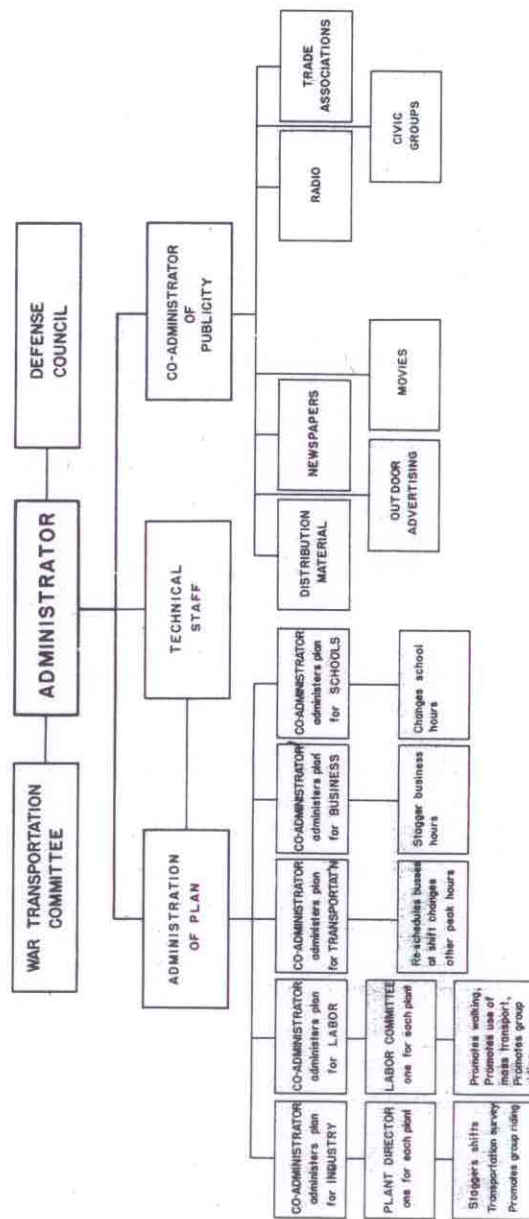 WAR TRANSPORTATION
COMMITTEE
ADMINISTRATOR
DEFENSE
COUNCIL
ADMINISTRATION
OF PLAN
TECHNICAL
STAFF
CO-ADMINISTRATOR
OF
PUBLICITY
CO-ADMINISTRATOR
administers plan
for INDUSTRY
CO-ADMINISTRATOR
administers plan
for LABOR
CO-ADMINISTRATOR
administers plan
for TRANSPORTAT'N
CO-ADMINISTRATOR
administers plan
for BUSINESS
CO-ADMINISTRATOR
administers plan
for SCHOOLS
PLANT DIRECTOR
one for each plant
LABOR COMMITTEE
one for each plant
Re-schedules busses
at shift changes
other peak hours
Stagger business
hours
Changes school
hours
Staggers shifts
Transportation survey
Promotes group riding
Promotes walking,
Promotes use of
mass transport,
Promotes group
DISTRIBUTION
MATERIAL
NEWSPAPERS
RADIO
TRADE
ASSOCIATIONS
OUTDOOR
ADVERTISING
MOVIES
CIVIC
GROUPS